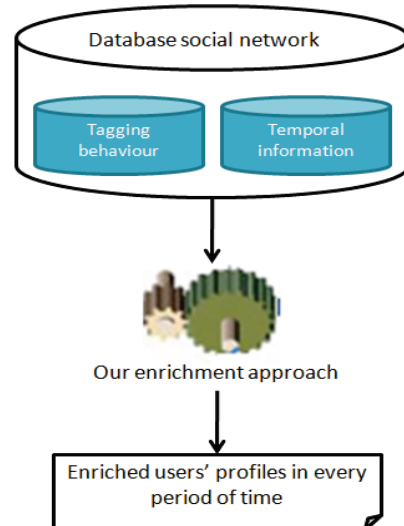 Database social network
Tagging
behaviour
Temporal
information
Our enrichment approach
Enriched users’ profiles in every
period of time